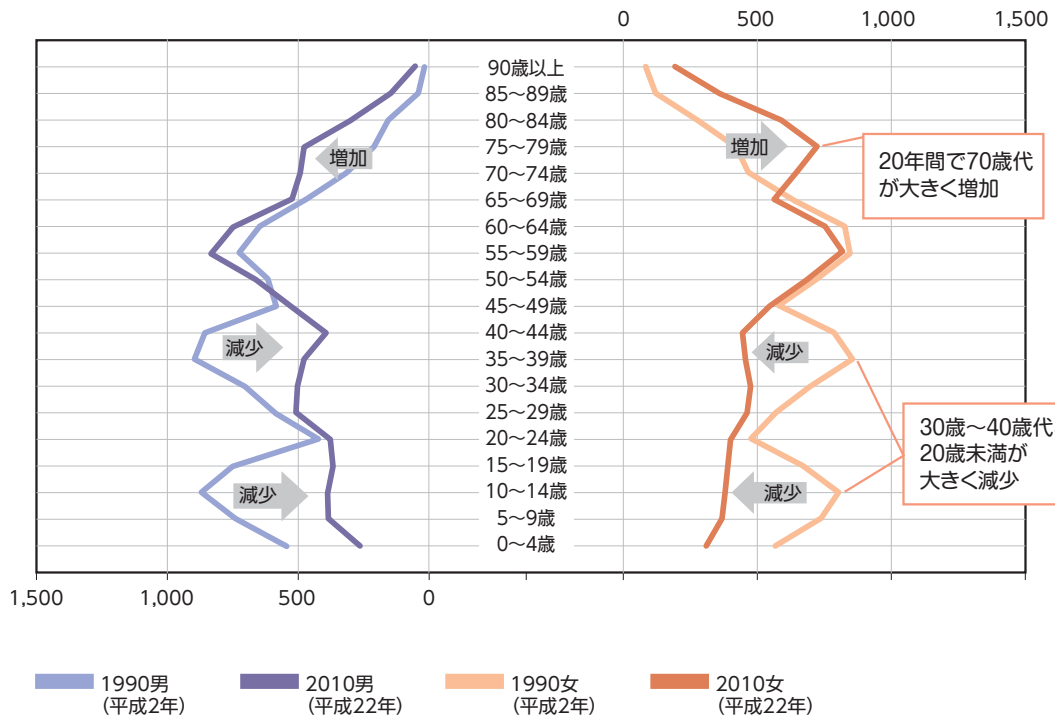 0 500 1,000 1,500
90歳以上
85～89歳
80～84歳
75～79歳
70～74歳
65～69歳
60～64歳
55～59歳
50～54歳
45～49歳
40～44歳
35～39歳
30～34歳
25～29歳
20～24歳
15～19歳
10～14歳
5～9歳
0～4歳
増加
増加
減少
減少
減少
減少
20年間で70歳代
が大きく増加
30歳～40歳代
20歳未満が
大きく減少
1,500 1,000 500 0
1990男
(平成2年)
2010男
(平成22年)
1990女
(平成2年)
2010女
(平成22年)